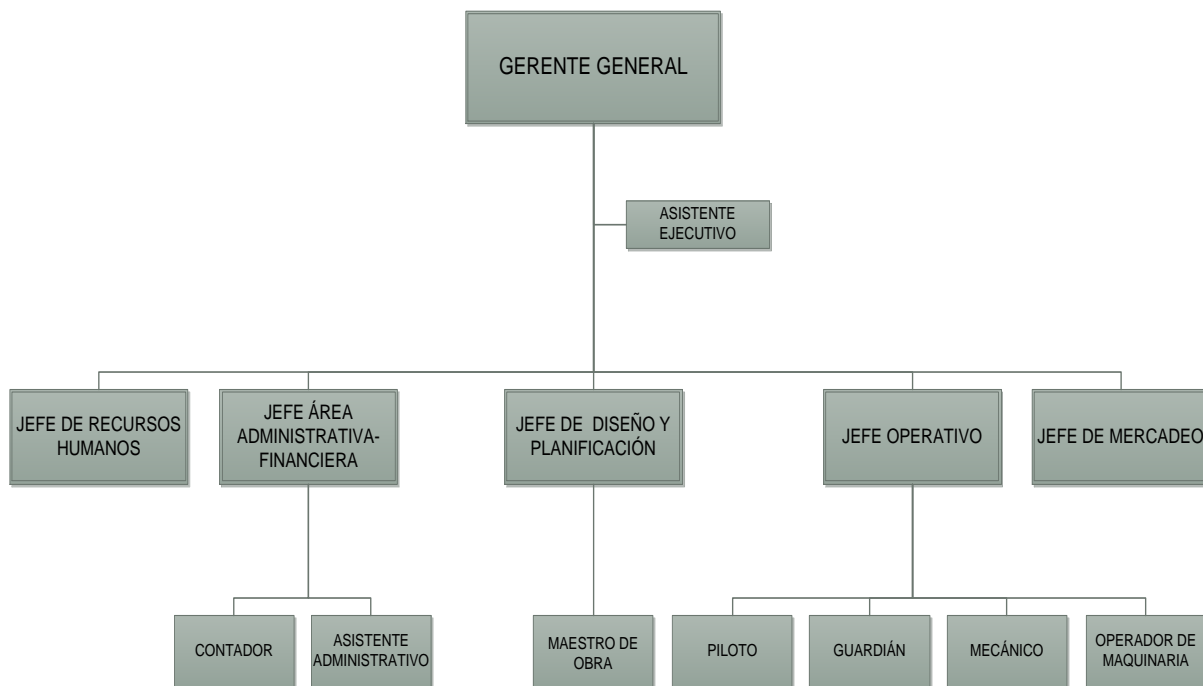 GERENTE GENERAL
ASISTENTE
EJECUTIVO
JEFE DE RECURSOS
HUMANOS
JEFE ÁREA
ADMINISTRATIVA-
FINANCIERA
JEFE DE DISEÑO Y
PLANIFICACIÓN
JEFE OPERATIVO
JEFE DE MERCADEO
CONTADOR
ASISTENTE
ADMINISTRATIVO
MAESTRO DE
OBRA
PILOTO
GUARDIÁN
MECÁNICO
OPERADOR DE
MAQUINARIA